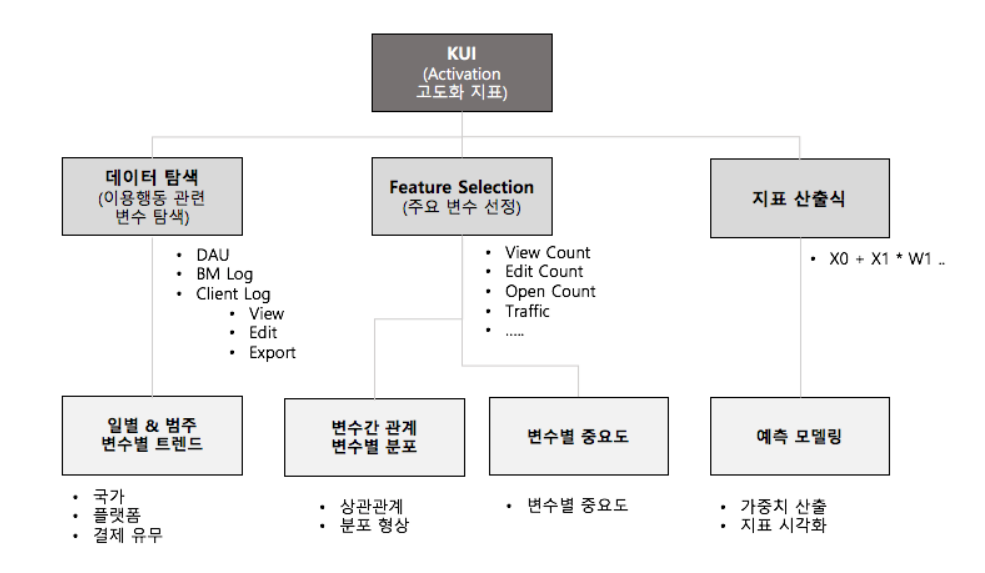 KUI
(Activation
고도화 지표)
데이터 탐색
(이용행동 관련
변수 탐색)
Feature Selection
(주요 변수 선정)
지표 산출식
• DAU
• BM Log
• Client Log
• View
• Edit
• Export
• View Count
• Edit Count
• Open Count
• Traffic
• .....
• X0 + X1 * W1 ..
일별 & 범주
변수별 트렌드
변수간 관계
변수별 분포
변수별 중요도
예측 모델링
• 국가
• 플랫폼
• 결제 유무
• 상관관계
• 분포 형상
• 변수별 중요도
• 가중치 산출
• 지표 시각화